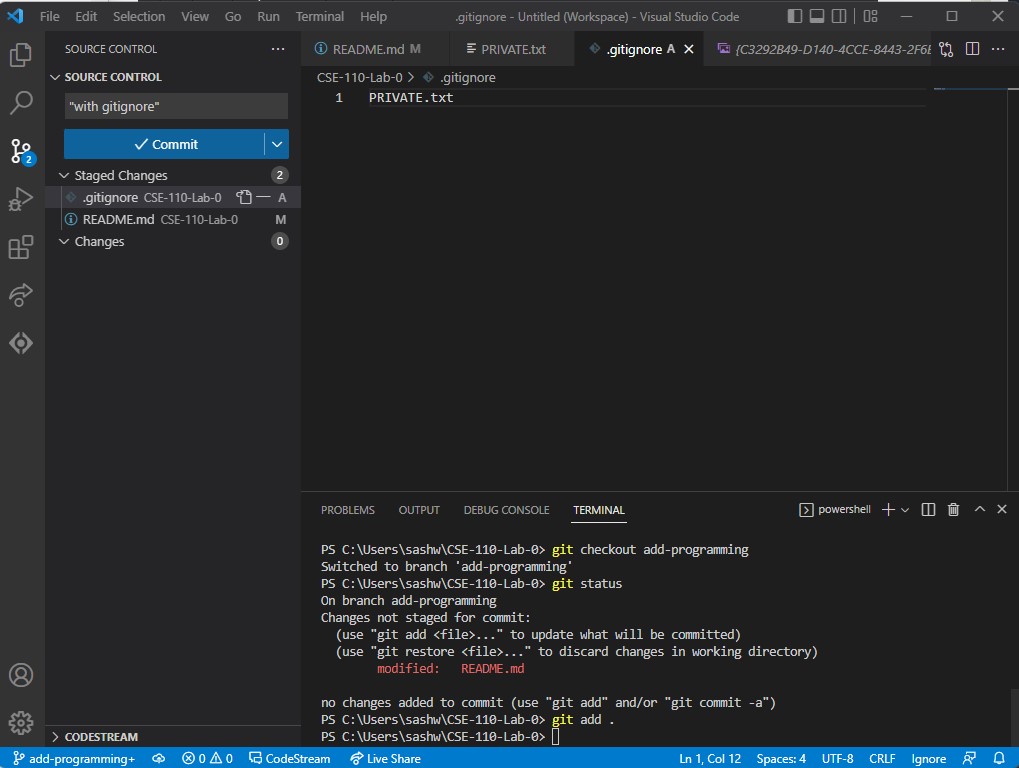 File Edit Selection View Go Run Terminal Help .gitignore - Untitled (Workspace) - Visual Studio Code
SOURCE CONTROL ...
README.md M PRIVATE.txt .gitignore A {C3292B49-D140-4CCE-8443-2F6E ...
SOURCE CONTROL
CSE-110-Lab-0 > .gitignore
"with gitignore"
1 PRIVATE.txt
Commit
2
Staged Changes 2
.gitignore CSE-110-Lab-0 A
README.md CSE-110-Lab-0 M
Changes 0
PROBLEMS OUTPUT DEBUG CONSOLE TERMINAL powershell
PS C:\Users\sashw\CSE-110-Lab-0> git checkout add-programming
Switched to branch 'add-programming'
PS C:\Users\sashw\CSE-110-Lab-0> git status
On branch add-programming
Changes not staged for commit:
(use "git add <file>..." to update what will be committed)
(use "git restore <file>..." to discard changes in working directory)
modified: README.md
no changes added to commit (use "git add" and/or "git commit -a")
PS C:\Users\sashw\CSE-110-Lab-0> git add .
PS C:\Users\sashw\CSE-110-Lab-0>
CODESTREAM
add-programming+ 0 0 CodeStream Live Share Ln 1, Col 12 Spaces: 4 UTF-8 CRLF Ignore